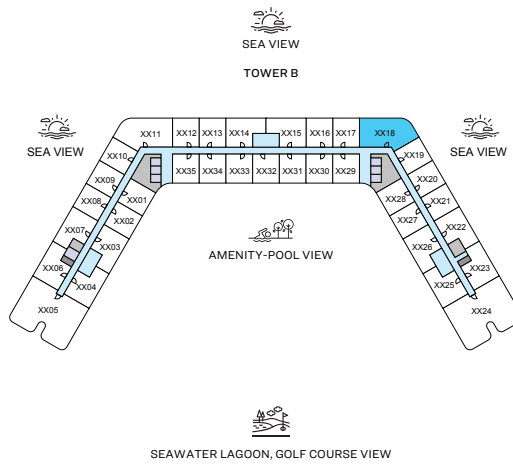 SEA VIEW
TOWER B
SEA VIEW
SEA VIEW
XX11
XX12
XX13
XX14
XX15
XX16
XX17
XX18
XX10
XX19
XX35
XX34
XX33
XX32
XX31
XX30
XX29
XX09
XX20
XX08
XX01
XX28
XX21
XX02
XX27
XX07
XX22
XX03
XX26
AMENITY-POOL VIEW
XX06
XX23
XX04
XX25
XX05
XX24
SEAWATER LAGOON, GOLF COURSE VIEW